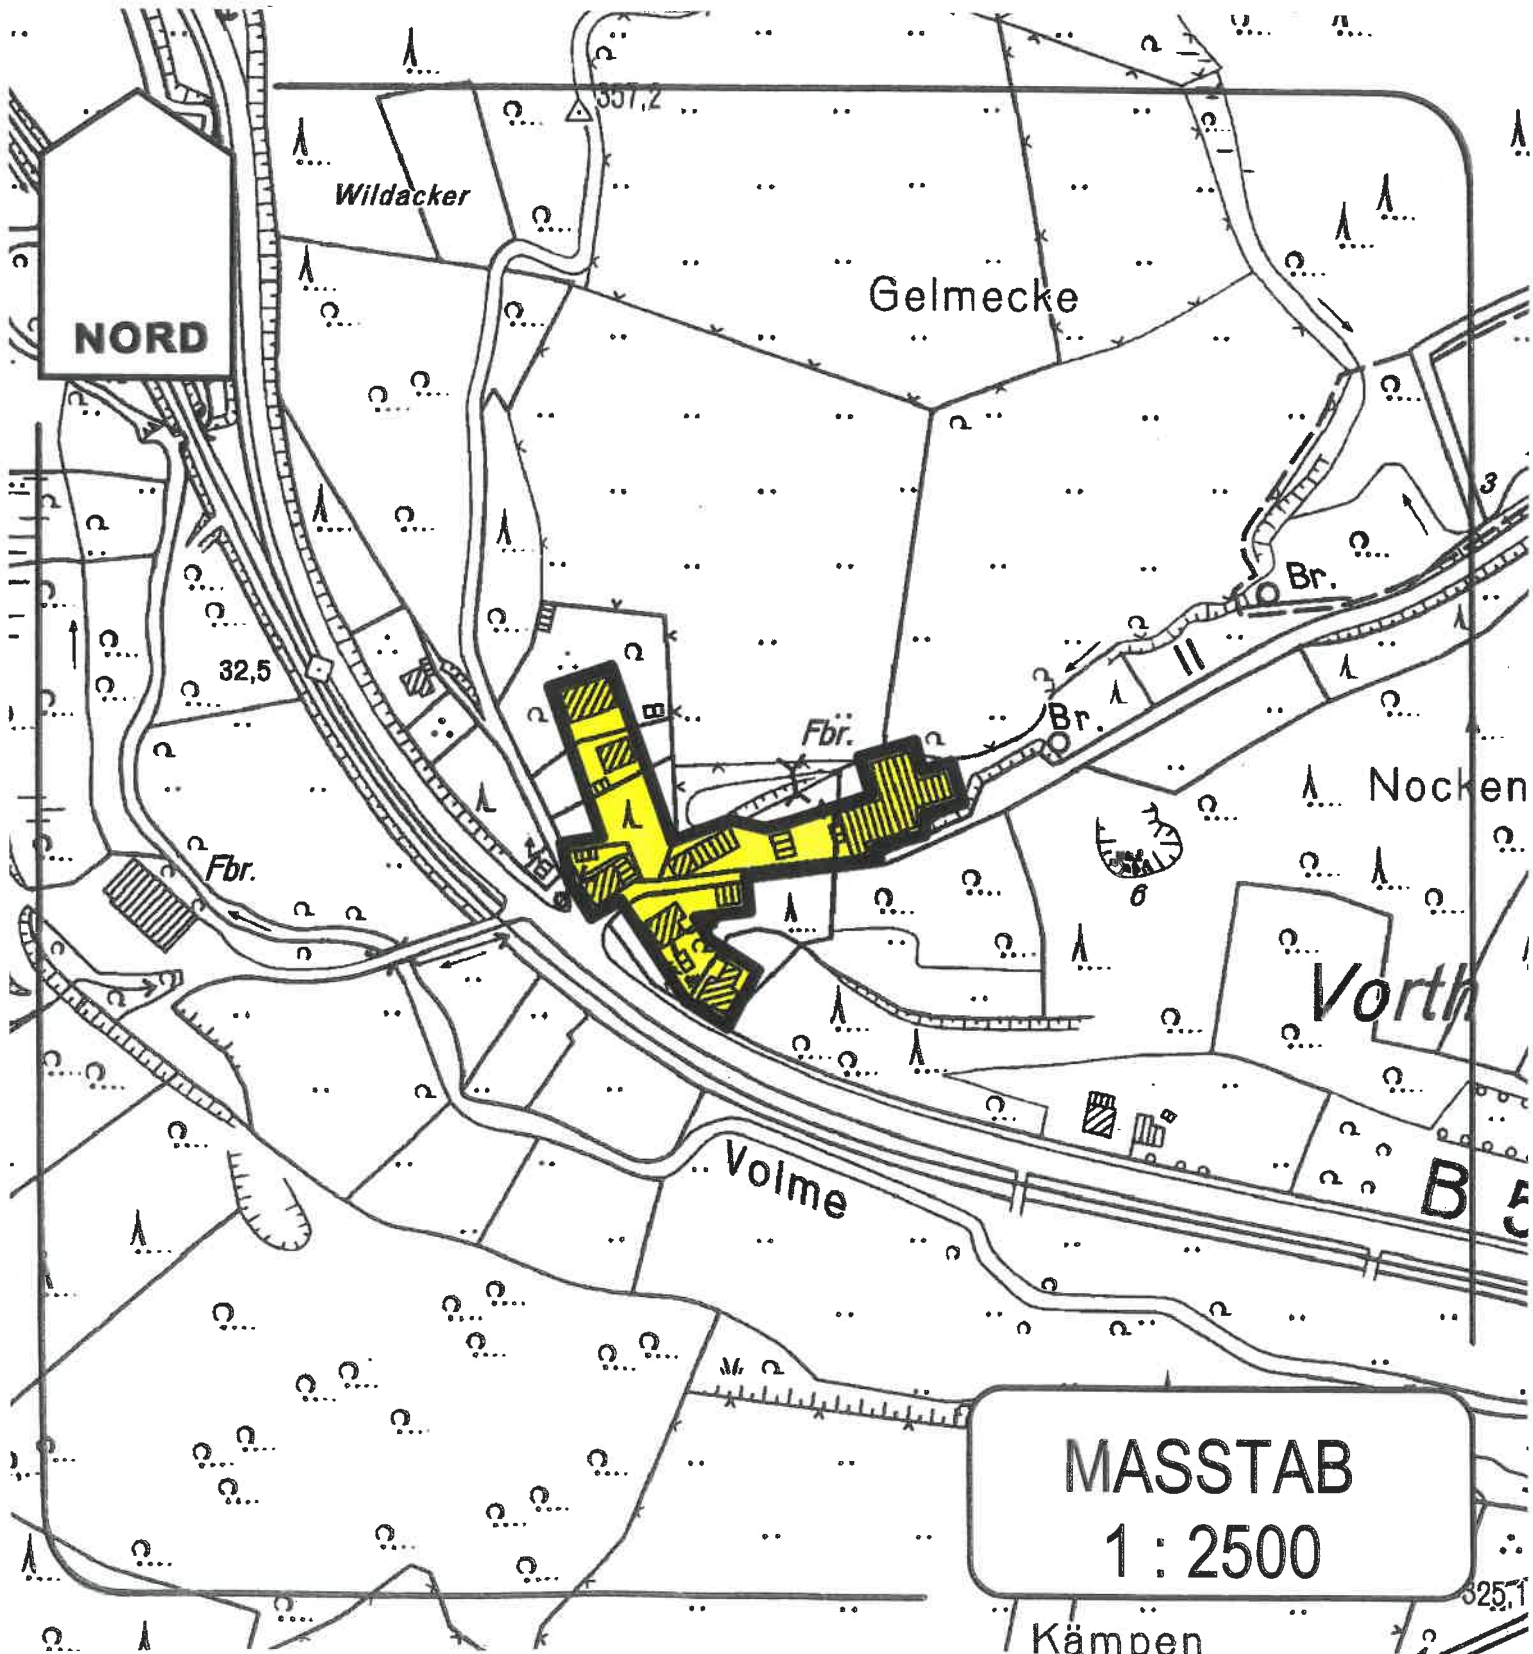 357,2
Wildacker
Gelmecke
NORD
3
Br.
32,5
Br.
Fbr.
Nocken
Fbr.
6
Vorth
Volme
B 5
MASSTAB
1 : 2500
325,1
Kämpen